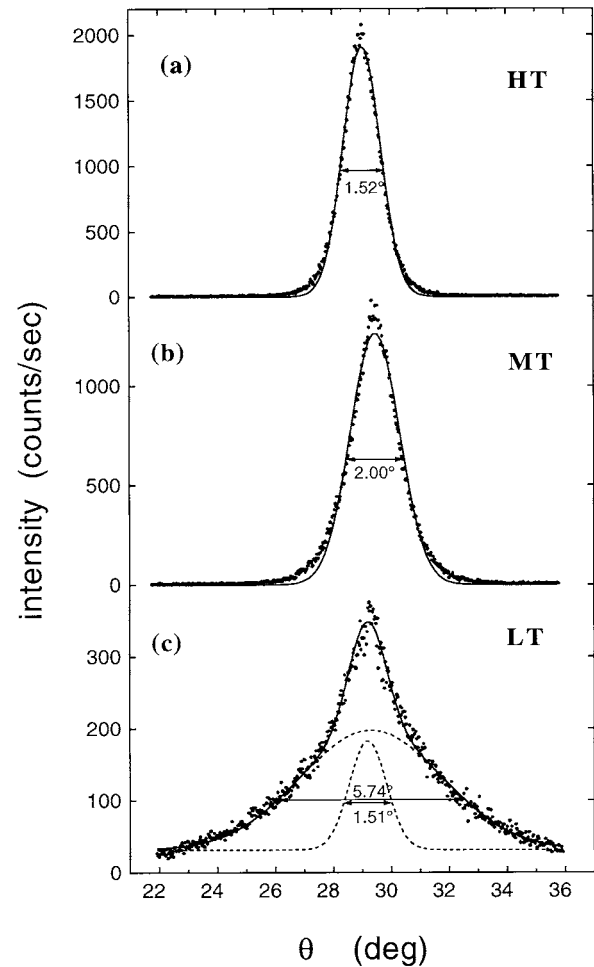 2000
(a)
HT
1500
1000
1.52°
500
0
(b)
MT
1000
2.00°
500
0
(c)
LT
300
200
5.74°
100
1.51°
0
22 24 26 28 30 32 34 36
θ (deg)
intensity (counts/sec)